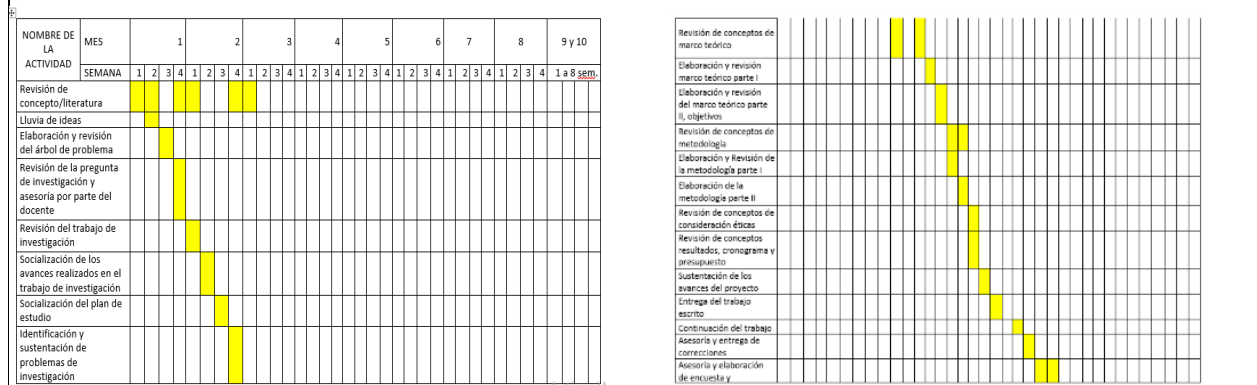 NOMBRE DE
LA
ACTIVIDAD
MES 1 2 3 4 5 6 7 8 9 y 10
SEMANA 1 2 3 4 1 2 3 4 1 2 3 4 1 2 3 4 1 2 3 4 1 2 3 4 1 2 3 4 1 2 3 4 1 a 8 sem.
Revisión de
concepto/literatura
Lluvia de ideas
Elaboración y revisión
del árbol de problema
Revisión de la pregunta
de investigación y
asesoría por parte del
docente
Revisión del trabajo de
investigación
Socialización de los
avances realizados en el
trabajo de investigación
Socialización del plan de
estudio
Identificación y
sustentación de
problemas de
investigación
Revisión de conceptos de
marco teórico
Elaboración y revisión
marco teórico parte I
Elaboración y revisión
del marco teórico parte
II, objetivos
Revisión de conceptos de
metodología
Elaboración y Revisión de
la metodología parte I
Elaboración de la
metodología parte II
Revisión de conceptos de
consideración éticas
Revisión de conceptos
resultados, cronograma y
presupuesto
Sustentación de los
avances del proyecto
Entrega del trabajo
escrito
Continuación del trabajo
Asesoría y entrega de
correcciones
Asesoría y elaboración
de encuesta y